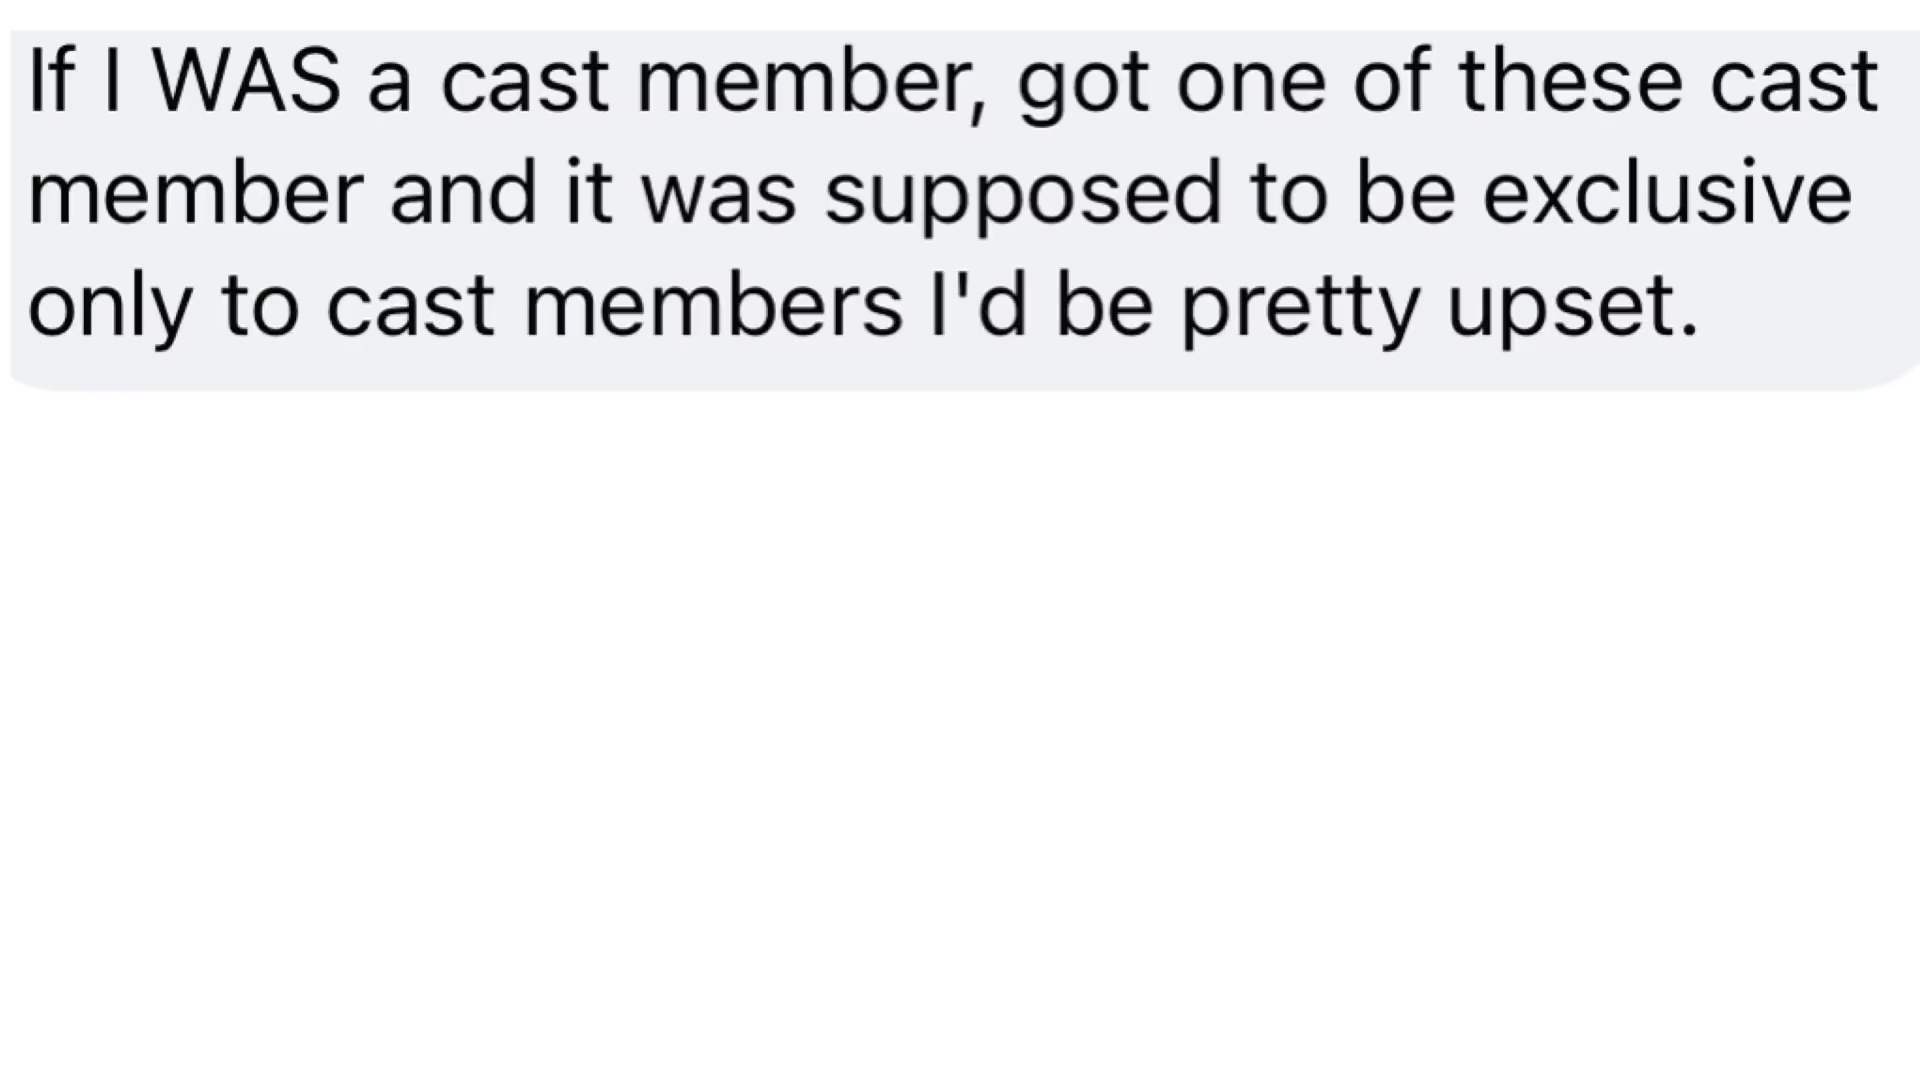 If I WAS a cast member, got one of these cast
member and it was supposed to be exclusive
only to cast members I'd be pretty upset.